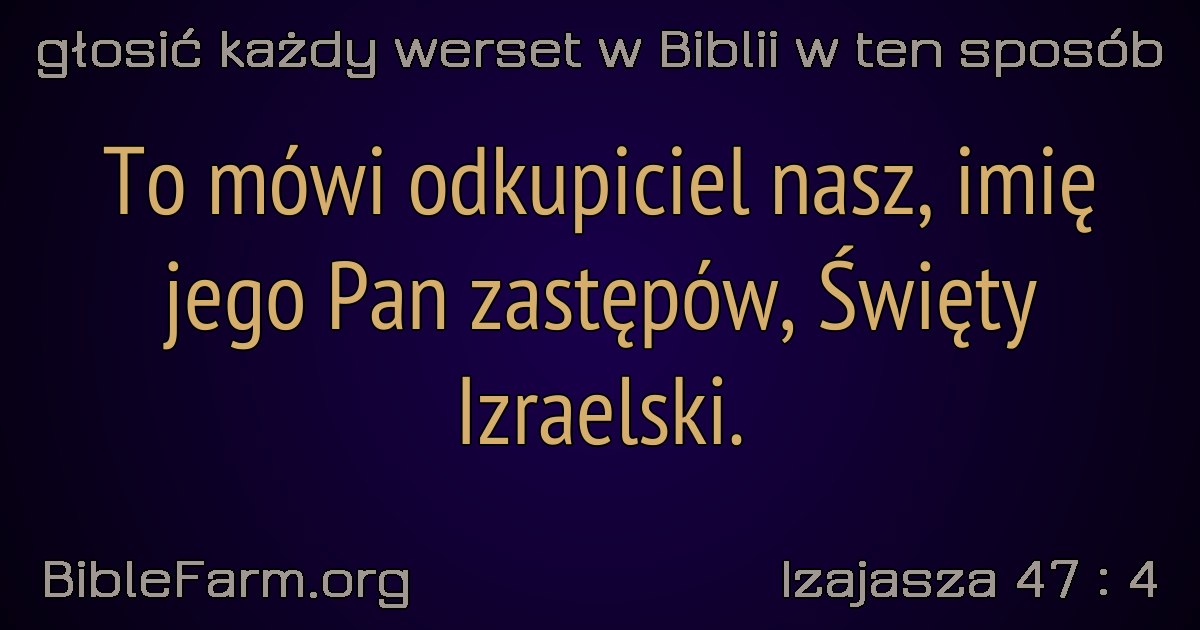 głosić każdy werset w Biblii w ten sposób
To mówi odkupiciel nasz, imię
jego Pan zastępów, Święty
Izraelski.
BibleFarm.org
Izajasza 47 : 4